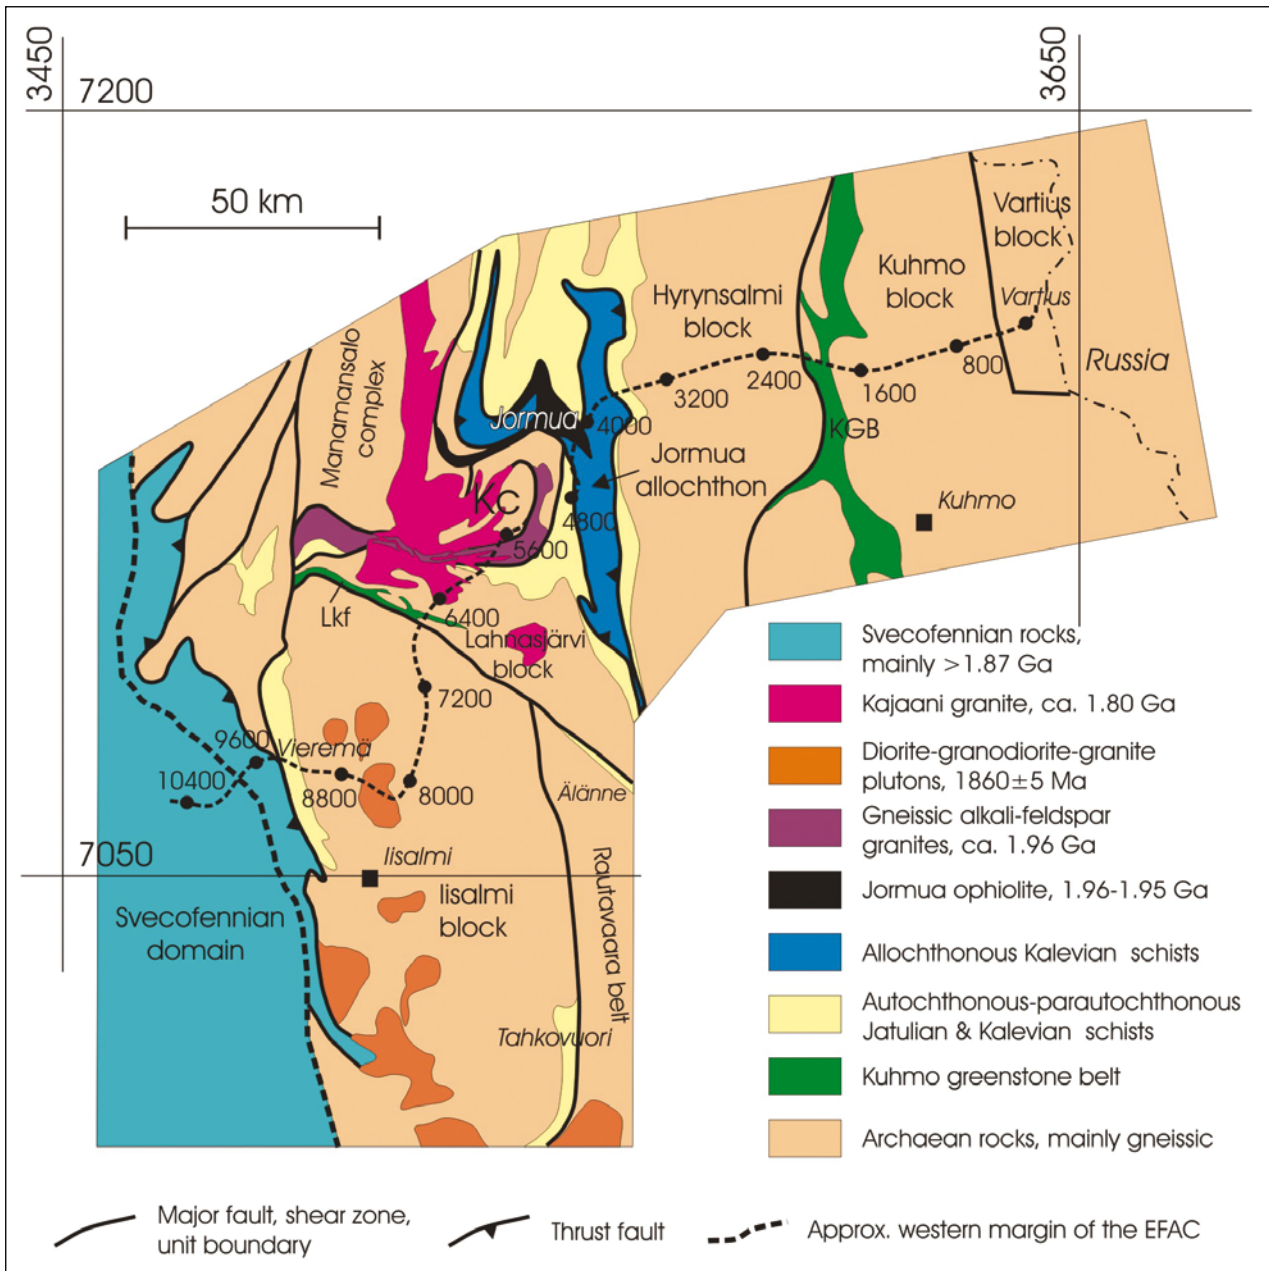 3450
3650
7200
50 km
Vartius
block
Kuhmo
block
Vartius
Hyrynsalmi
block
Russia
Manamansalo
complex
800
2400
1600
3200
Jormua
4000
KGB
Jormua
allochthon
Kc
Kuhmo
4800
5600
Lkf
6400
Lahnasjärvi
block
7200
9600
Vieremä
10400
8800
8000
Älänne
7050
Iisalmi
Iisalmi
block
Svecofennian
domain
Rautavaara belt
Tahkovuori
Svecofennian rocks,
mainly >1.87 Ga
Kajaani granite, ca. 1.80 Ga
Diorite-granodiorite-granite
plutons, 1860±5 Ma
Gneissic alkali-feldspar
granites, ca. 1.96 Ga
Jormua ophiolite, 1.96-1.95 Ga
Allochthonous Kalevian schists
Autochthonous-parautochthonous
Jatulian & Kalevian schists
Kuhmo greenstone belt
Archaean rocks, mainly gneissic
Major fault, shear zone,
unit boundary
Thrust fault
Approx. western margin of the EFAC